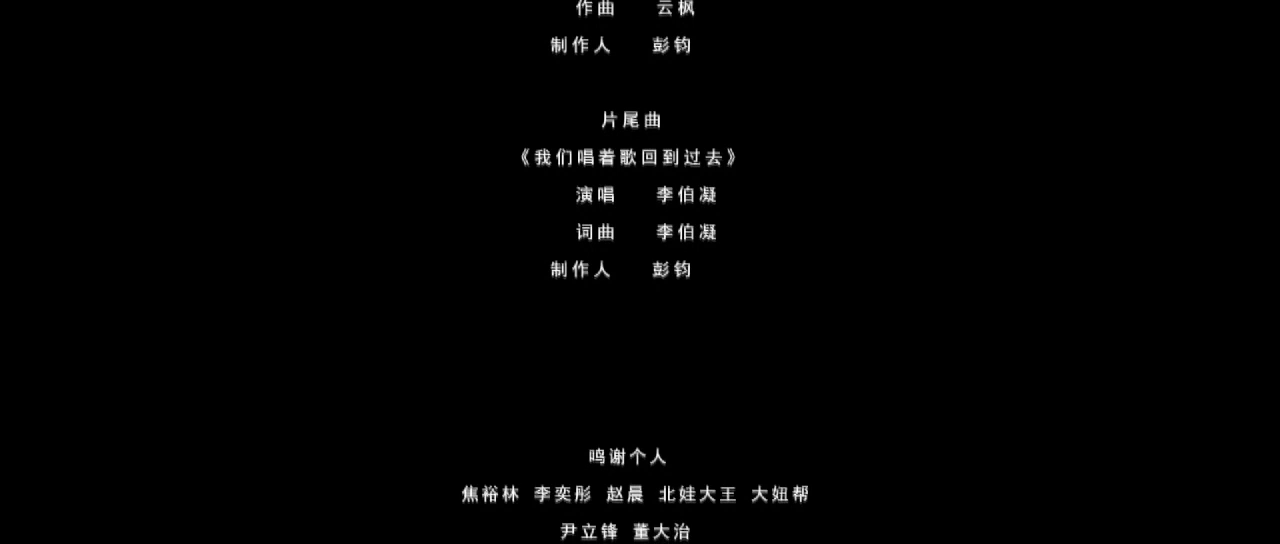 作曲 云枫
制作人 彭钧
片尾曲
《我们唱着歌回到过去》
演唱 李伯凝
词曲 李伯凝
制作人 彭钧
鸣谢个人
焦裕林 李奕彤 赵晨 北娃大王 大妞帮
尹立锋 董大治